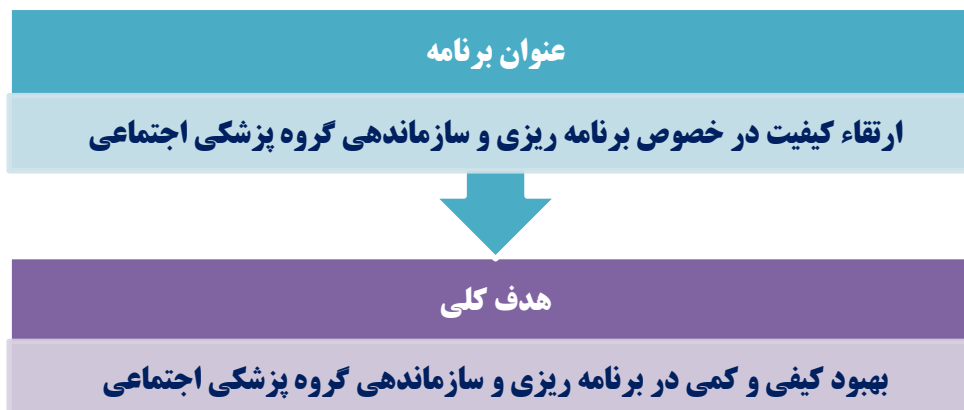 عنوان برنامه
ارتقاء کیفیت در خصوص برنامه ریزی و سازماندهی گروه پزشکی اجتماعی
هدف کلی
بهبود کیفی و کمی در برنامه ریزی و سازماندهی گروه پزشکی اجتماعی